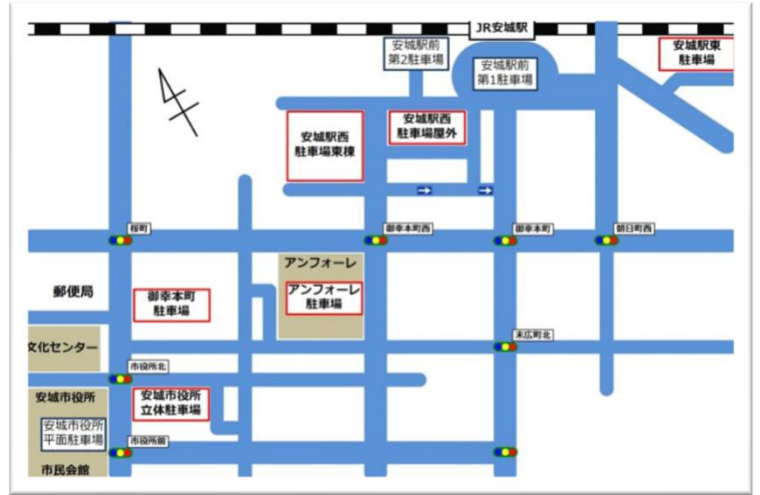 JR安城駅
安城駅前
第2駐車場
安城駅前
第1駐車場
安城駅東
駐車場
安城駅西
駐車場東棟
安城駅西
駐車場屋外
桜町
御幸本町西
御幸本町
朝日町西
アンフォーレ
アンフォーレ
駐車場
郵便局
御幸本町
駐車場
末広町北
文化センター
市役所北
安城市役所
安城市役所
立体駐車場
安城市役所
平面駐車場
市役所前
市民会館